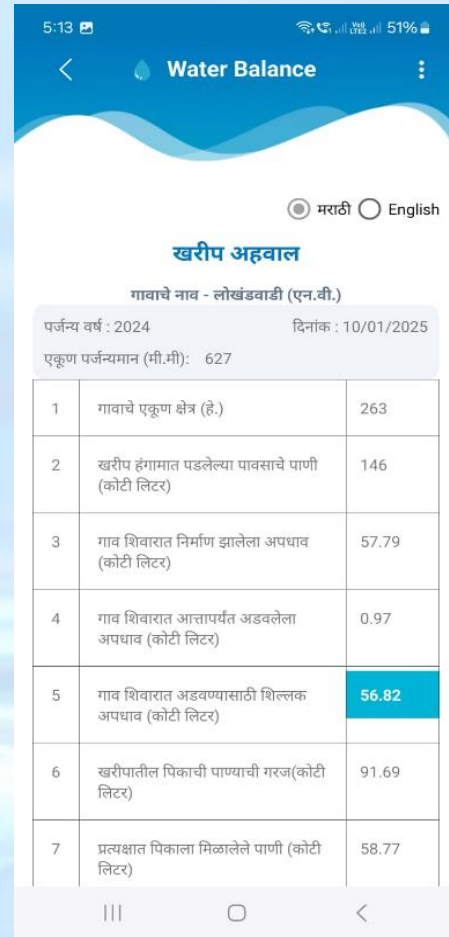 5:13 51%
Water Balance
मराठी English
खरीप अहवाल
गावाचे नाव - लोखंडवाडी (एन.वी.)
पर्जन्य वर्ष : 2024 दिनांक : 10/01/2025
एकूण पर्जन्यमान (मी.मी): 627
1 गावाचे एकूण क्षेत्र (हे.) 263
2 खरीप हंगामात पडलेल्या पावसाचे पाणी 146
(कोटी लिटर)
3 गाव शिवारात निर्माण झालेला अपधाव 57.79
(कोटी लिटर)
4 गाव शिवारात आत्तापर्यंत अडवलेला 0.97
अपधाव (कोटी लिटर)
5 गाव शिवारात अडवण्यासाठी शिल्लक 56.82
अपधाव (कोटी लिटर)
6 खरीपातील पिकाची पाण्याची गरज(कोटी 91.69
लिटर)
7 प्रत्यक्षात पिकाला मिळालेले पाणी (कोटी 58.77
लिटर)